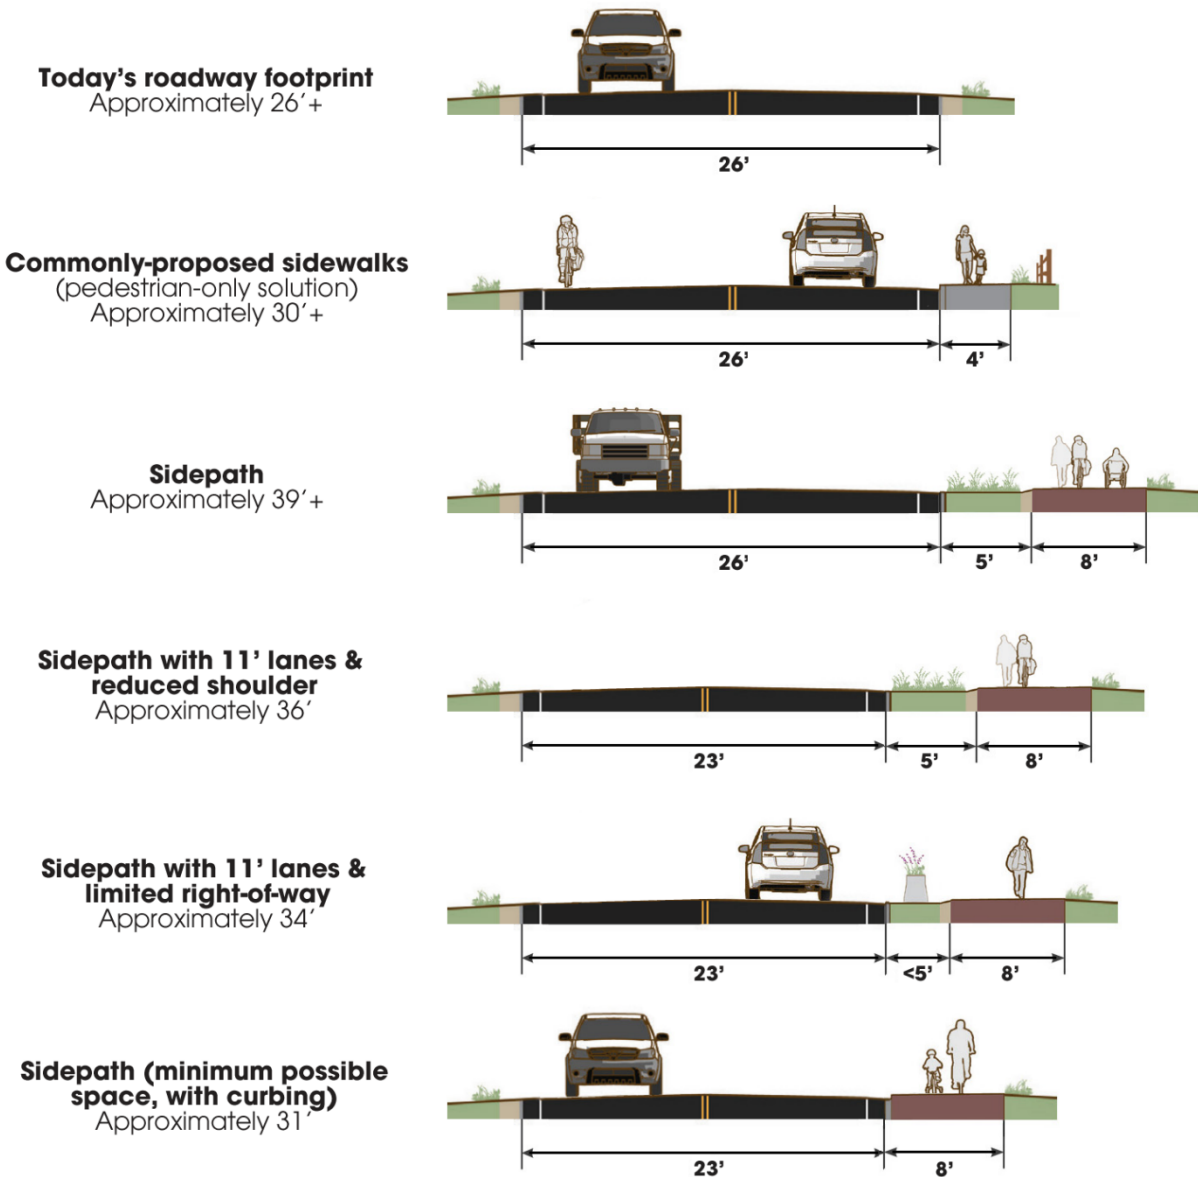 Today’s roadway footprint
Approximately 26’+
26’
Commonly-proposed sidewalks
(pedestrian-only solution)
Approximately 30’+
26’
4’
Sidepath
Approximately 39’+
26’
5’
8’
Sidepath with 11’ lanes &
reduced shoulder
Approximately 36’
23’
5’
8’
Sidepath with 11’ lanes &
limited right-of-way
Approximately 34’
23’
<5’
8’
Sidepath (minimum possible
space, with curbing)
Approximately 31’
23’
8’